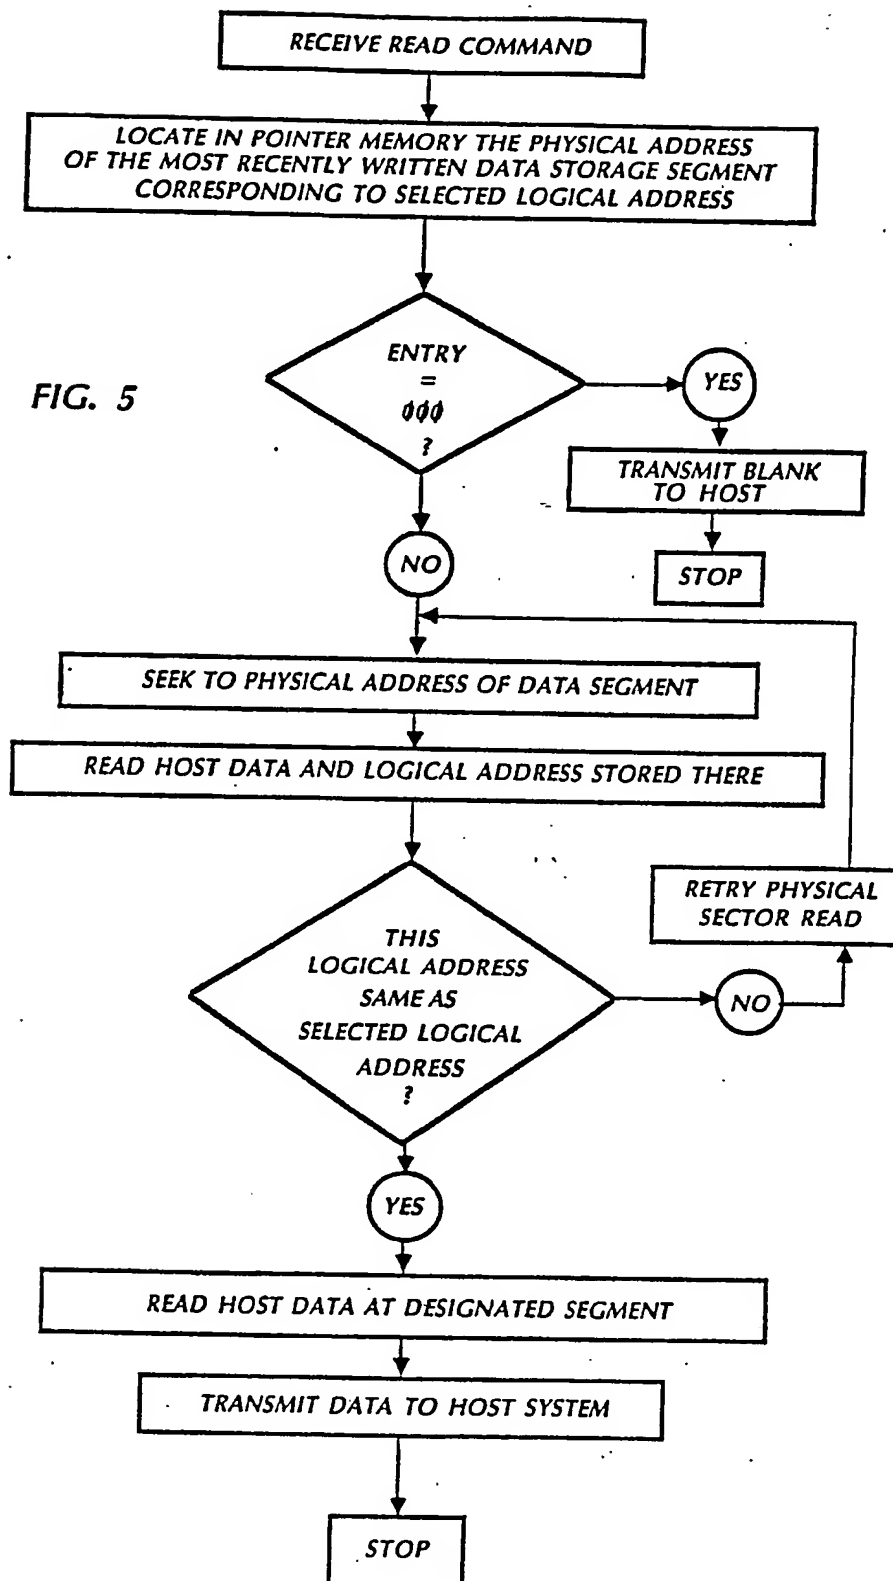 RECEIVE READ COMMAND
LOCATE IN POINTER MEMORY THE PHYSICAL ADDRESS
OF THE MOST RECENTLY WRITTEN DATA STORAGE SEGMENT
CORRESPONDING TO SELECTED LOGICAL ADDRESS
FIG. 5
ENTRY
=
ϕϕϕ
?
YES
TRANSMIT BLANK
TO HOST
STOP
NO
SEEK TO PHYSICAL ADDRESS OF DATA SEGMENT
READ HOST DATA AND LOGICAL ADDRESS STORED THERE
RETRY PHYSICAL
SECTOR READ
THIS
LOGICAL ADDRESS
SAME AS
SELECTED LOGICAL
ADDRESS
?
NO
YES
READ HOST DATA AT DESIGNATED SEGMENT
TRANSMIT DATA TO HOST SYSTEM
STOP